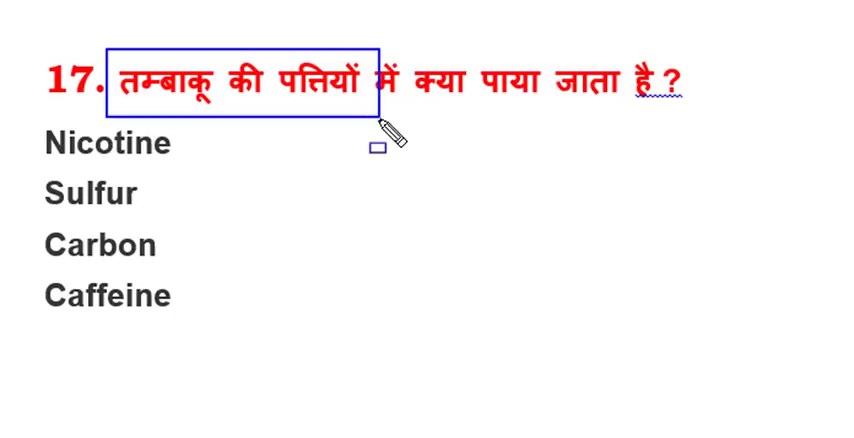 17. तम्बाकू की पत्तियों में क्या पाया जाता है ?
Nicotine
Sulfur
Carbon
Caffeine